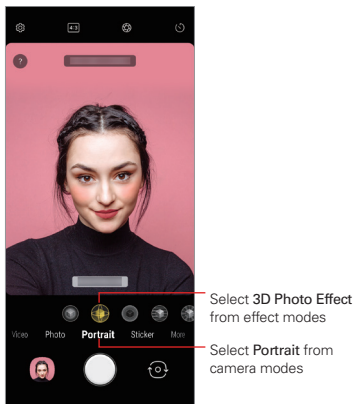 4:3
?
Select 3D Photo Effect
from effect modes
Video Photo Portrait Sticker More
Select Portrait from
camera modes